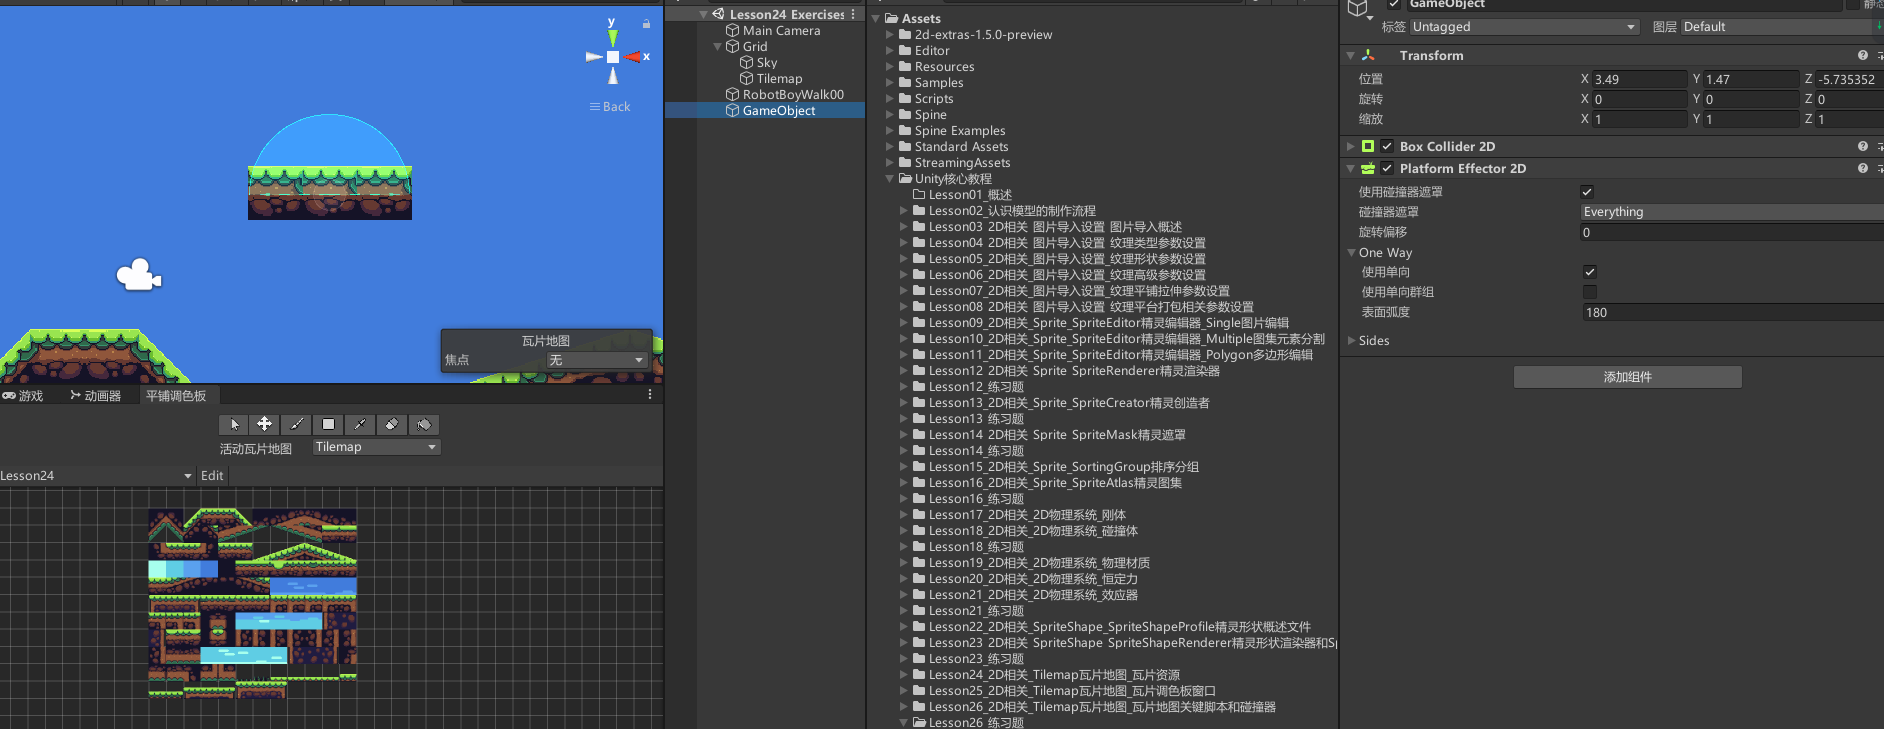 y
x
Back
瓦片地图
焦点 无
游戏 动画器 平铺调色板
活动瓦片地图 Tilemap
Lesson24 Edit
Lesson24 Exercises
Main Camera
Grid
Sky
Tilemap
RobotBoyWalk00
GameObject
Assets
2d-extras-1.5.0-preview
Editor
Resources
Samples
Scripts
Spine
Spine Examples
Standard Assets
StreamingAssets
Unity核心教程
Lesson01_概述
Lesson02_认识模型的制作流程
Lesson03_2D相关_图片导入设置_图片导入概述
Lesson04_2D相关_图片导入设置_纹理类型参数设置
Lesson05_2D相关_图片导入设置_纹理形状参数设置
Lesson06_2D相关_图片导入设置_纹理高级参数设置
Lesson07_2D相关_图片导入设置_纹理平铺拉伸参数设置
Lesson08_2D相关_图片导入设置_纹理平台打包相关参数设置
Lesson09_2D相关_Sprite_SpriteEditor精灵编辑器_Single图片编辑
Lesson10_2D相关_Sprite_SpriteEditor精灵编辑器_Multiple图集元素分割
Lesson11_2D相关_Sprite_SpriteEditor精灵编辑器_Polygon多边形编辑
Lesson12_2D相关_Sprite_SpriteRenderer精灵渲染器
Lesson12_练习题
Lesson13_2D相关_Sprite_SpriteCreator精灵创造者
Lesson13_练习题
Lesson14_2D相关_Sprite_SpriteMask精灵遮罩
Lesson14_练习题
Lesson15_2D相关_Sprite_SortingGroup排序分组
Lesson16_2D相关_Sprite_SpriteAtlas精灵图集
Lesson16_练习题
Lesson17_2D相关_2D物理系统_刚体
Lesson18_2D相关_2D物理系统_碰撞体
Lesson18_练习题
Lesson19_2D相关_2D物理系统_物理材质
Lesson20_2D相关_2D物理系统_恒定力
Lesson21_2D相关_2D物理系统_效应器
Lesson21_练习题
Lesson22_2D相关_SpriteShape_SpriteShapeProfile精灵形状概述文件
Lesson23_2D相关_SpriteShape_SpriteShapeRenderer精灵形状渲染器和Sp
Lesson23_练习题
Lesson24_2D相关_Tilemap瓦片地图_瓦片资源
Lesson25_2D相关_Tilemap瓦片地图_瓦片调色板窗口
Lesson26_2D相关_Tilemap瓦片地图_瓦片地图关键脚本和碰撞器
Lesson26_练习题
GameObject 静态
标签 Untagged 图层 Default
Transform
位置 X 3.49 Y 1.47 Z -5.735352
旋转 X 0 Y 0 Z 0
缩放 X 1 Y 1 Z 1
Box Collider 2D
Platform Effector 2D
使用碰撞器遮罩
碰撞器遮罩 Everything
旋转偏移 0
One Way
使用单向
使用单向群组
表面弧度 180
Sides
添加组件